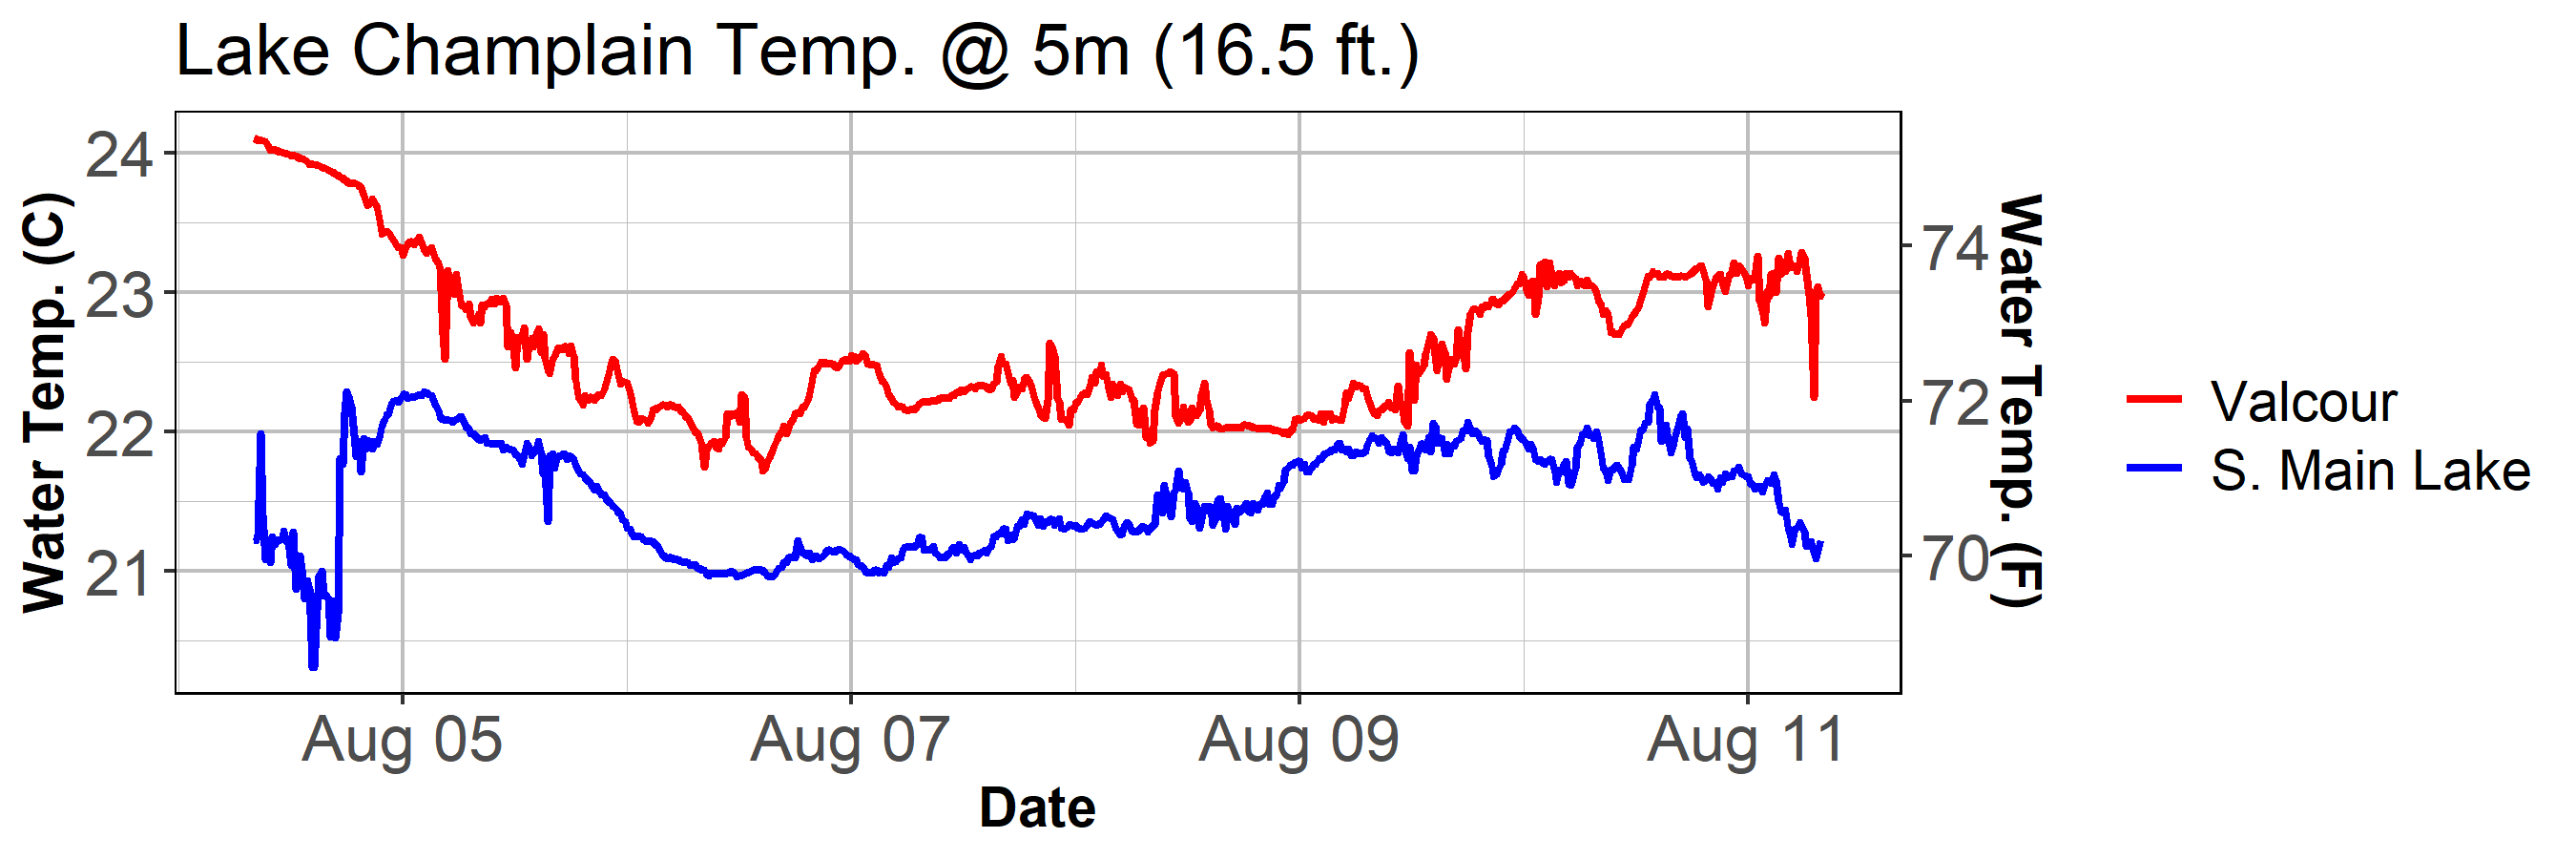 Lake Champlain Temp. @ 5m (16.5 ft.)
Water Temp. (C)
24
23
22
21
74
72
70
Water Temp. (F)
Aug 05
Aug 07
Aug 09
Aug 11
Date
Valcour
S. Main Lake